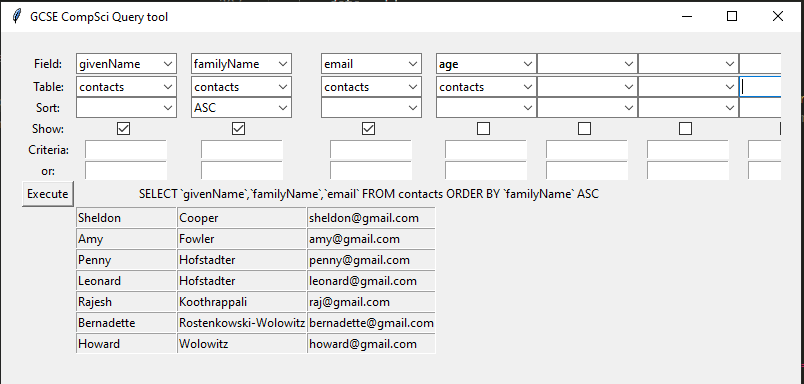 GCSE CompSci Query tool
Field: givenName familyName email age
Table: contacts contacts contacts contacts
Sort: ASC
Show:
Criteria:
or:
Execute SELECT `givenName`,`familyName`,`email` FROM contacts ORDER BY `familyName` ASC
Sheldon Cooper sheldon@gmail.com
Amy Fowler amy@gmail.com
Penny Hofstadter penny@gmail.com
Leonard Hofstadter leonard@gmail.com
Rajesh Koothrappali raj@gmail.com
Bernadette Rostenkowski-Wolowitz bernadette@gmail.com
Howard Wolowitz howard@gmail.com